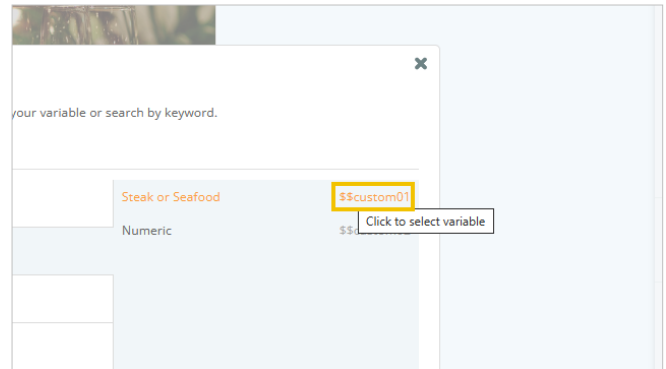 your variable or search by keyword.
Steak or Seafood $$custom01
Click to select variable
Numeric